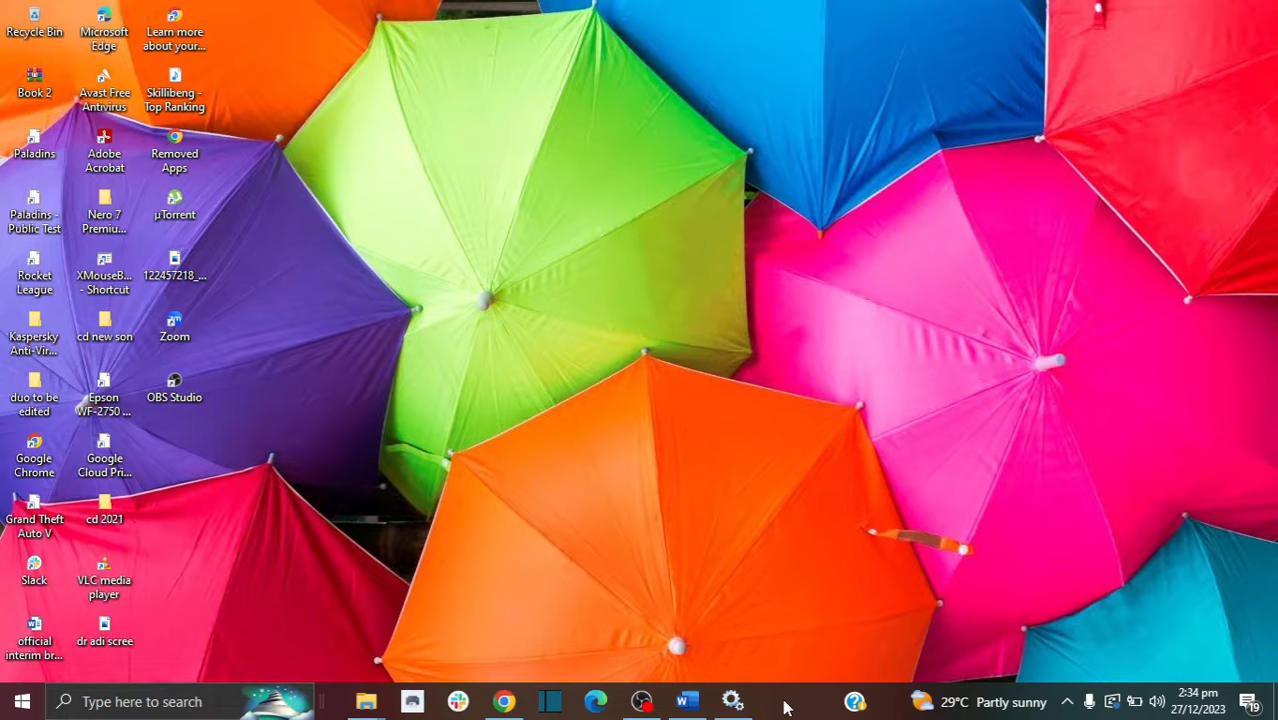 Recycle Bin
Microsoft
Edge
Learn more
about your...
Book 2
Avast Free
Antivirus
Skillibeng -
Top Ranking
Paladins
Adobe
Acrobat
Removed
Apps
Paladins -
Public Test
Nero 7
Premiu...
µTorrent
Rocket
League
XMouseB...
- Shortcut
122457218_...
Kaspersky
Anti-Vir...
cd new son
Zoom
duo to be
edited
Epson
WF-2750 ...
OBS Studio
Google
Chrome
Google
Cloud Pri...
Grand Theft
Auto V
cd 2021
Slack
VLC media
player
official
interim br...
dr adi scree
Type here to search
29°C Partly sunny
2:34 pm
27/12/2023
19